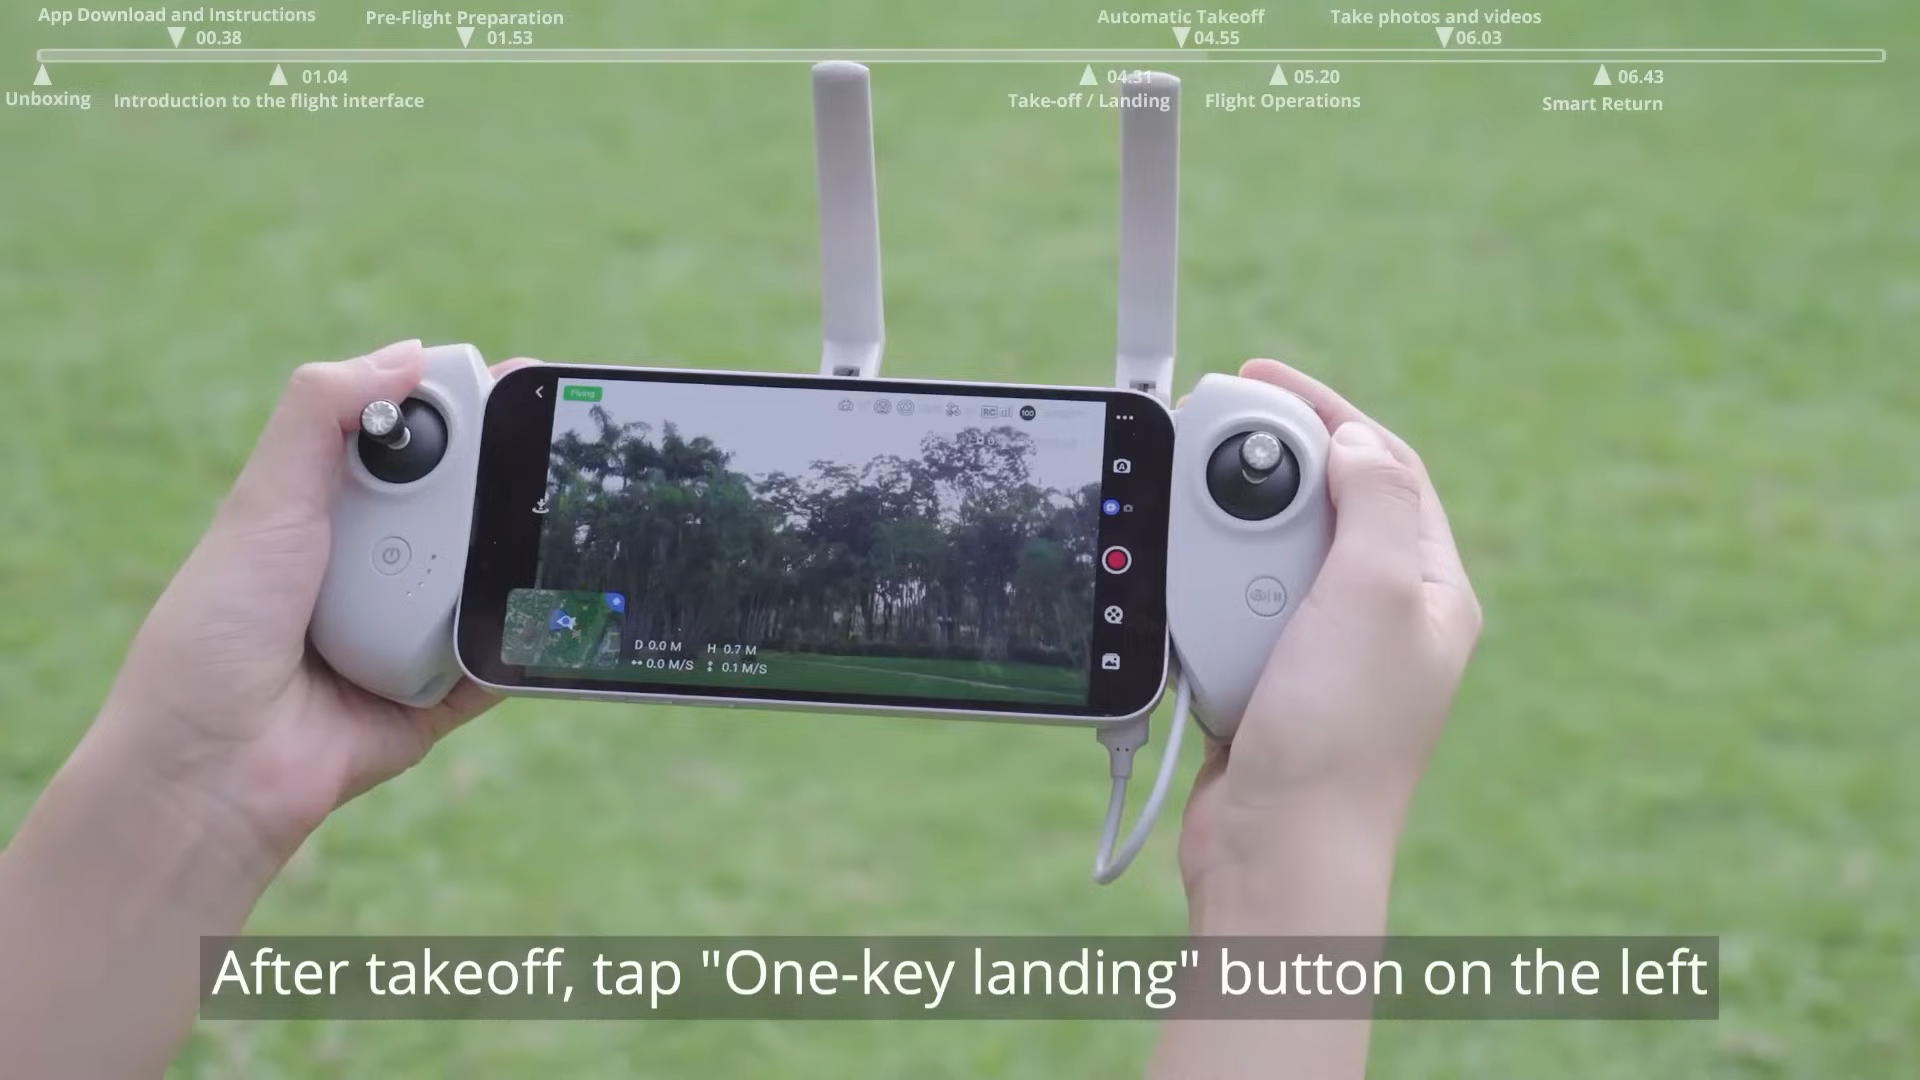 App Download and Instructions
00.38
Pre-Flight Preparation
01.53
Automatic Takeoff
04.55
Take photos and videos
06.03
Unboxing
01.04
Introduction to the flight interface
04.31
Take-off / Landing
05.20
Flight Operations
06.43
Smart Return
Flying
RC
100
D 0.0 M H 0.7 M
0.0 M/S 0.1 M/S
After takeoff, tap "One-key landing" button on the left